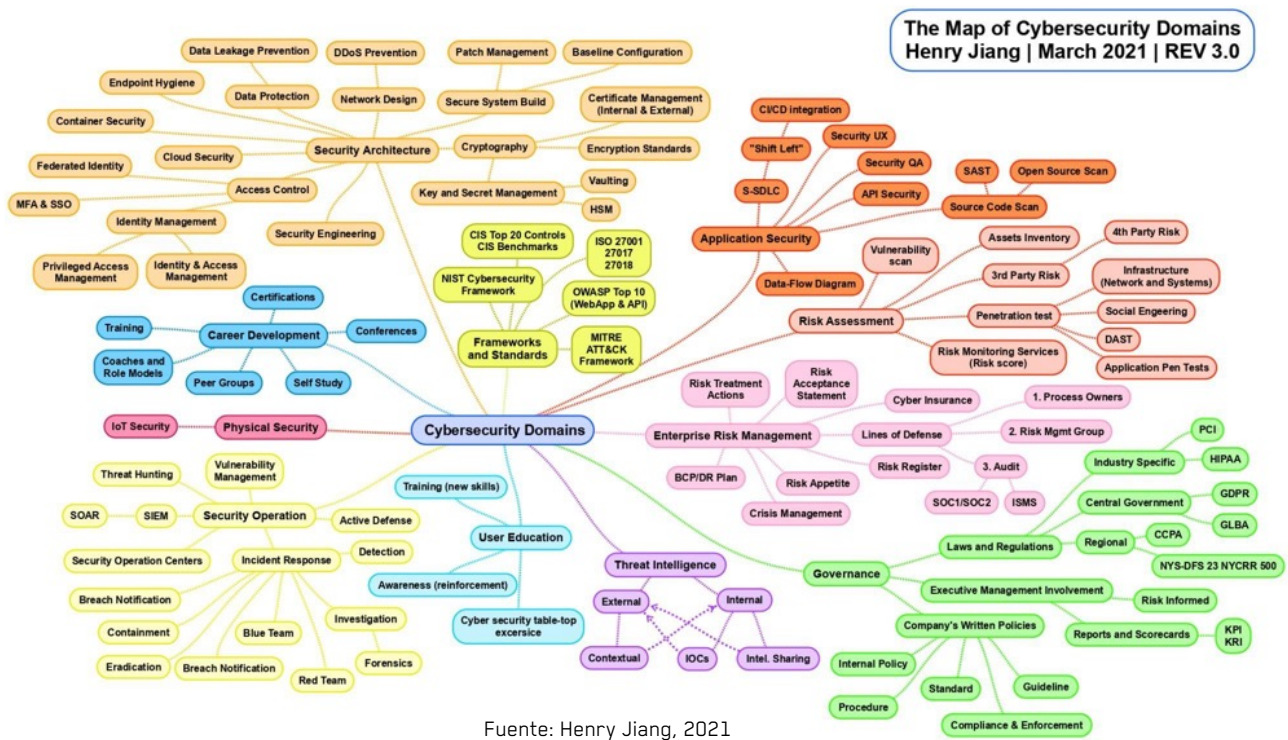 The Map of Cybersecurity Domains
Henry Jiang | March 2021 | REV 3.0
Data Leakage Prevention
DDoS Prevention
Patch Management
Baseline Configuration
Endpoint Hygiene
Data Protection
Network Design
Secure System Build
Certificate Management
(Internal & External)
Container Security
Security Architecture
Cryptography
Encryption Standards
Federated Identity
Cloud Security
Access Control
Key and Secret Management
Vaulting
HSM
MFA & SSO
Identity Management
Security Engineering
Privileged Access
Management
Identity & Access
Management
CI/CD integration
"Shift Left"
S-SDLC
Security UX
Security QA
API Security
SAST
Open Source Scan
Source Code Scan
Application Security
Data-Flow Diagram
CIS Top 20 Controls
CIS Benchmarks
ISO 27001
27017
27018
NIST Cybersecurity
Framework
OWASP Top 10
(WebApp & API)
Frameworks
and Standards
MITRE
ATT&CK
Framework
Vulnerability
scan
Assets Inventory
4th Party Risk
3rd Party Risk
Infrastructure
(Network and Systems)
Risk Assessment
Penetration test
Social Engeering
DAST
Application Pen Tests
Risk Monitoring Services
(Risk score)
Certifications
Training
Career Development
Conferences
Coaches and
Role Models
Peer Groups
Self Study
IoT Security
Physical Security
Cybersecurity Domains
Risk Treatment
Actions
Risk
Acceptance
Statement
Cyber Insurance
1. Process Owners
Enterprise Risk Management
Lines of Defense
2. Risk Mgmt Group
BCP/DR Plan
Risk Appetite
Risk Register
3. Audit
Crisis Management
SOC1/SOC2
ISMS
Threat Hunting
Vulnerability
Management
SOAR
SIEM
Security Operation
Active Defense
Security Operation Centers
Incident Response
Detection
Breach Notification
Investigation
Containment
Blue Team
Eradication
Breach Notification
Red Team
Forensics
Training (new skills)
User Education
Awareness (reinforcement)
Cyber security table-top
excersice
Threat Intelligence
External
Internal
Contextual
IOCs
Intel. Sharing
PCI
Industry Specific
HIPAA
Central Government
GDPR
GLBA
Laws and Regulations
Regional
CCPA
NYS-DFS 23 NYCRR 500
Governance
Executive Management Involvement
Risk Informed
Company's Written Policies
Reports and Scorecards
KPI
KRI
Internal Policy
Procedure
Standard
Guideline
Compliance & Enforcement
Fuente: Henry Jiang, 2021